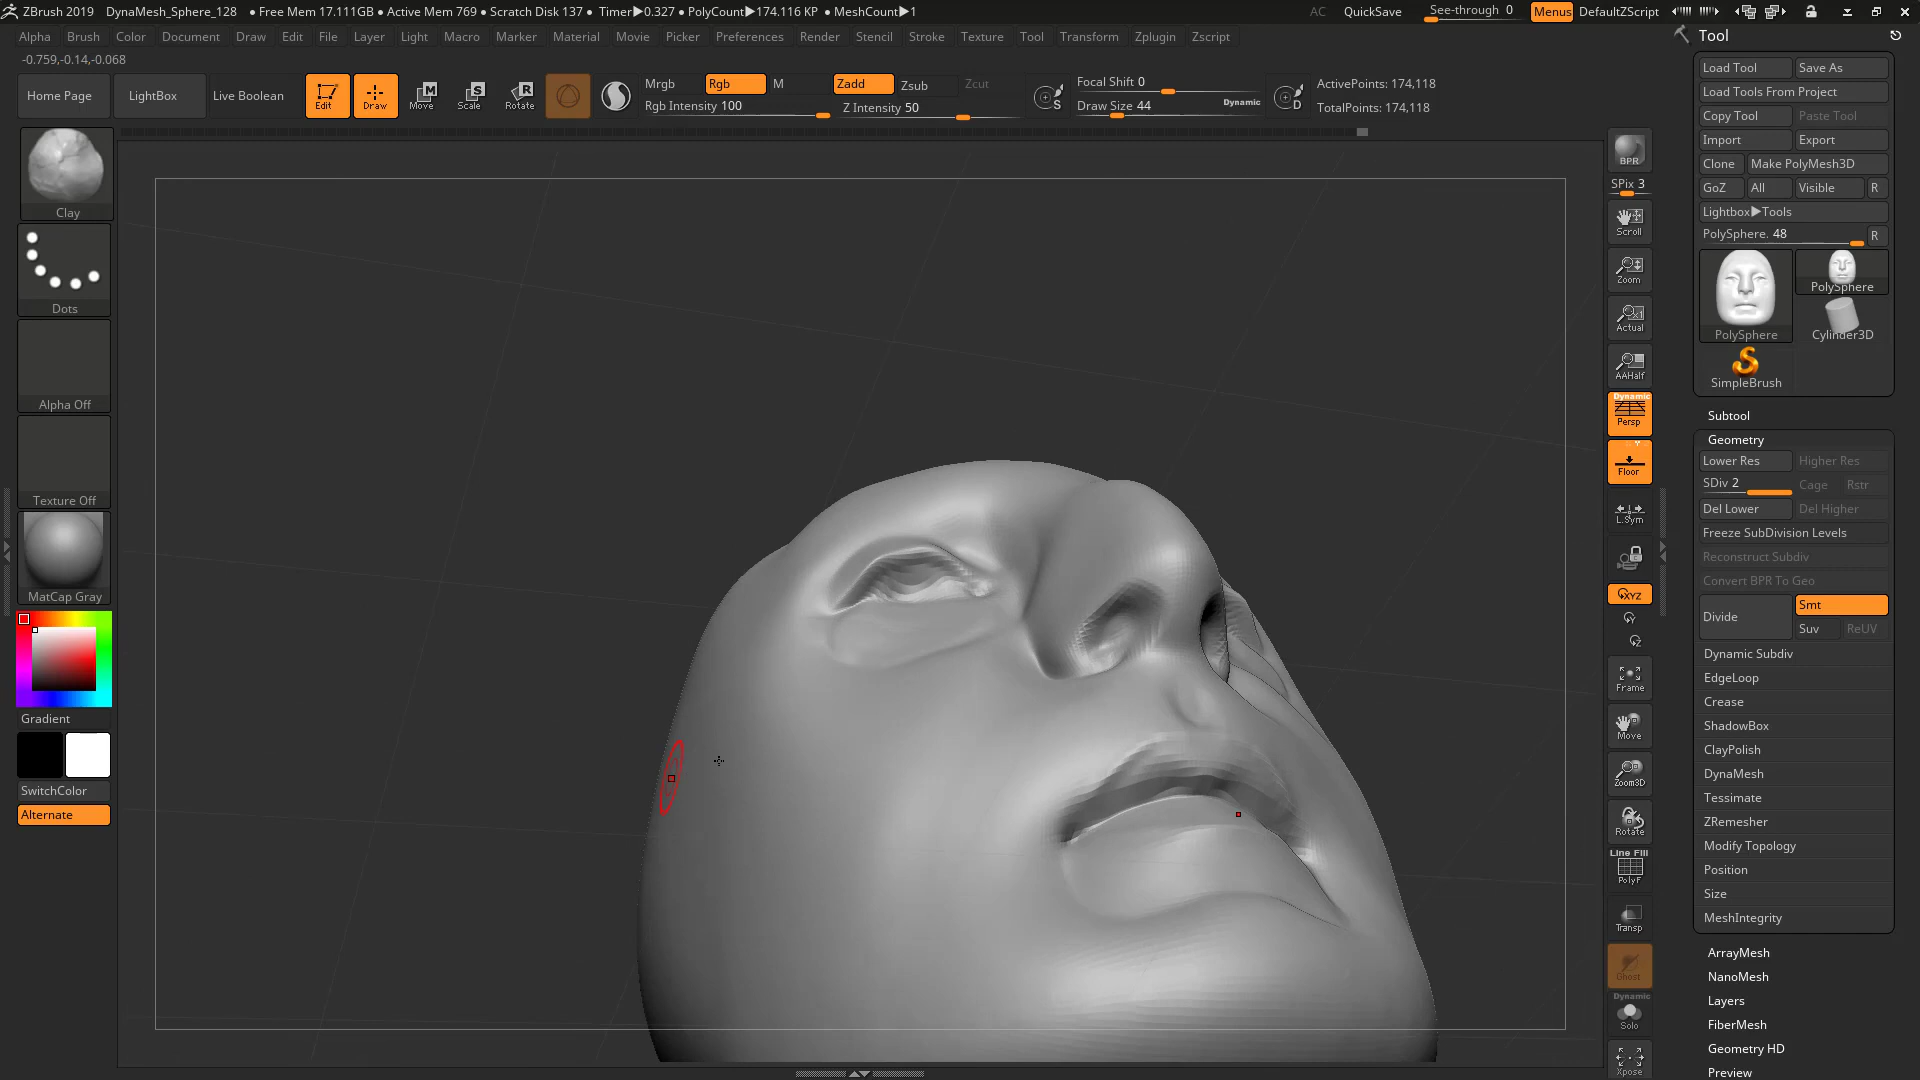 ZBrush 2019 DynaMesh_Sphere_128 • Free Mem 17.111GB • Active Mem 769 • Scratch Disk 137 • Timer▶0.327 • PolyCount▶174.116 KP • MeshCount▶1 AC QuickSave See-through 0 Menus DefaultZScript
Alpha Brush Color Document Draw Edit File Layer Light Macro Marker Material Movie Picker Preferences Render Stencil Stroke Texture Tool Transform Zplugin Zscript
-0.759,-0.14,-0.068
Home Page LightBox Live Boolean Edit Draw Move Scale Rotate
M S R
Mrgb Rgb M Zadd Zsub Zcut
Rgb Intensity 100 Z Intensity 50
S Focal Shift 0
Draw Size 44 Dynamic
D
ActivePoints: 174,118
TotalPoints: 174,118
Clay
Dots
Alpha Off
Texture Off
MatCap Gray
Gradient
SwitchColor
Alternate
BPR
SPix 3
Scroll
Zoom
Actual
AAHalf
Dynamic
Persp
Floor
L.Sym
XYZ
Y
Z
Frame
Move
Zoom3D
Rotate
Line Fill
PolyF
Transp
Ghost
Dynamic
Solo
Xpose
Tool
Load Tool Save As
Load Tools From Project
Copy Tool Paste Tool
Import Export
Clone Make PolyMesh3D
GoZ All Visible R
Lightbox▶Tools
PolySphere. 48 R
PolySphere PolySphere
Cylinder3D
SimpleBrush
Subtool
Geometry
Lower Res Higher Res
SDiv 2 Cage Rstr
Del Lower Del Higher
Freeze SubDivision Levels
Reconstruct Subdiv
Convert BPR To Geo
Divide Smt
Suv ReUV
Dynamic Subdiv
EdgeLoop
Crease
ShadowBox
ClayPolish
DynaMesh
Tessimate
ZRemesher
Modify Topology
Position
Size
MeshIntegrity
ArrayMesh
NanoMesh
Layers
FiberMesh
Geometry HD
Preview